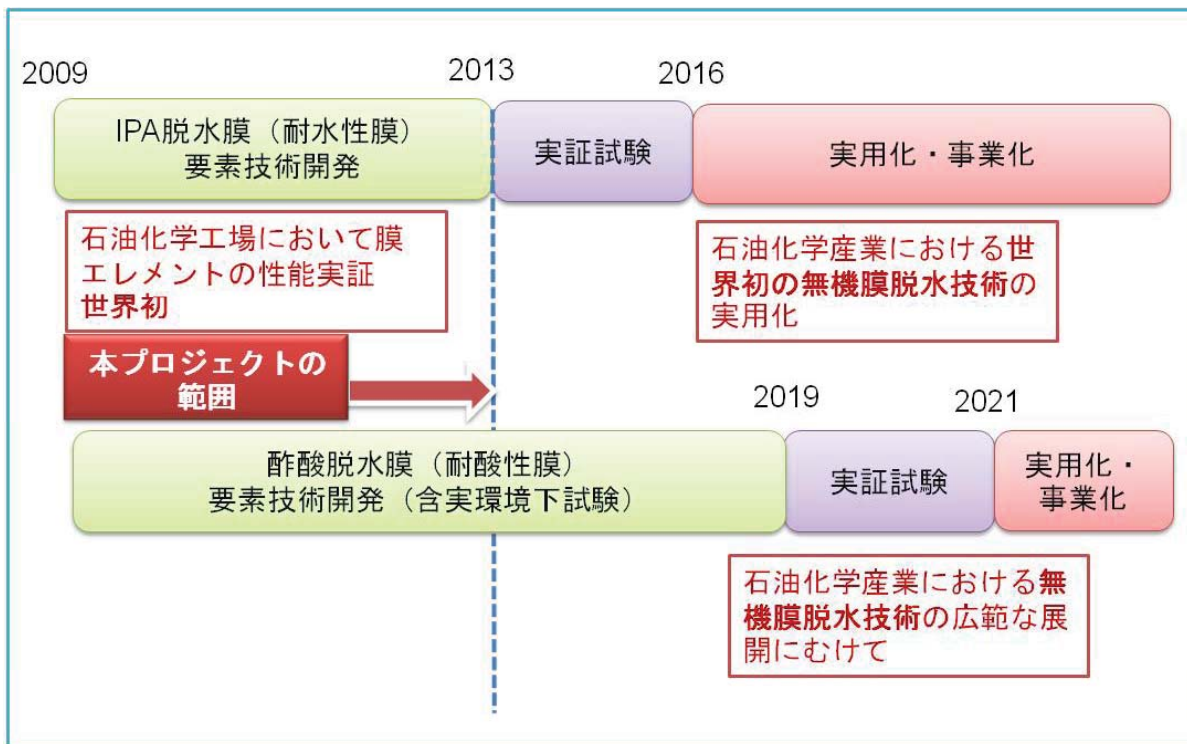 2009
2013
2016
IPA脱水膜（耐水性膜）
要素技術開発
実証試験
実用化・事業化
石油化学工場において膜
エレメントの性能実証
世界初
石油化学産業における世
界初の無機膜脱水技術の
実用化
本プロジェクトの
範囲
2019
2021
酢酸脱水膜（耐酸性膜）
要素技術開発（含実環境下試験）
実証試験
実用化・
事業化
石油化学産業における無
機膜脱水技術の広範な展
開にむけて